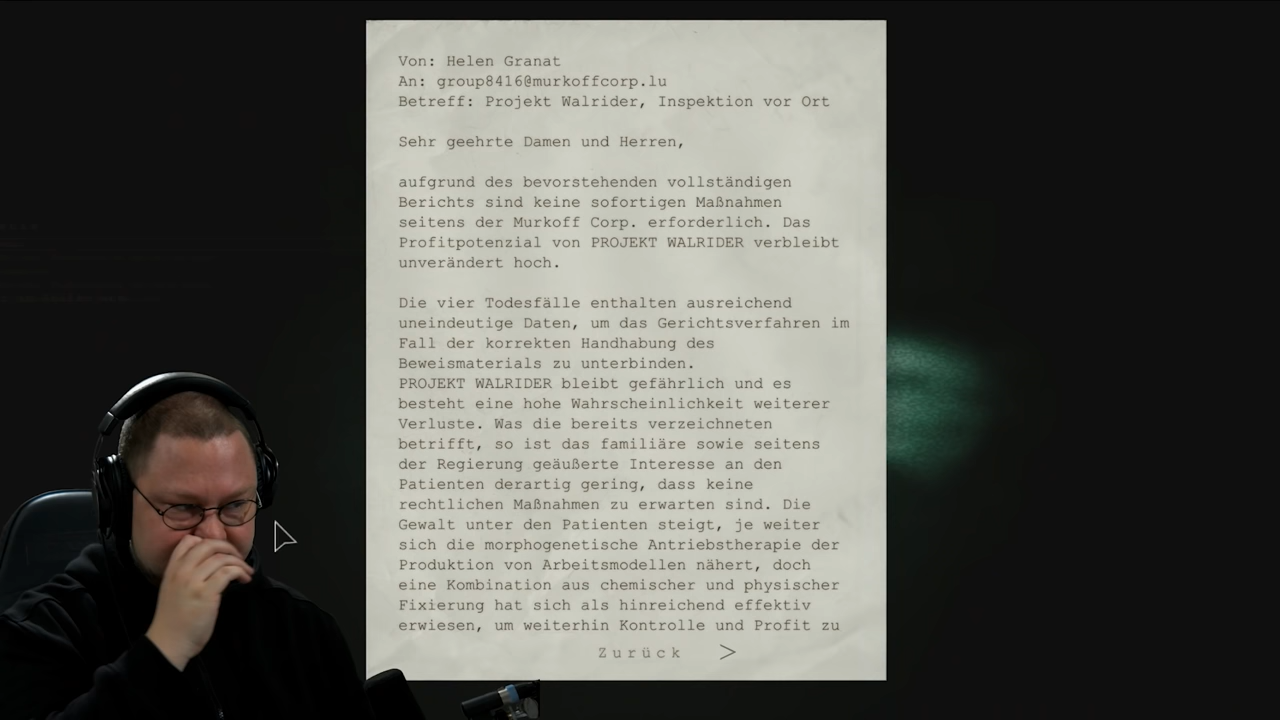 Von: Helen Granat
An: group8416@murkoffcorp.lu
Betreff: Projekt Walrider, Inspektion vor Ort
Sehr geehrte Damen und Herren,
aufgrund des bevorstehenden vollständigen
Berichts sind keine sofortigen Maßnahmen
seitens der Murkoff Corp. erforderlich. Das
Profitpotenzial von PROJEKT WALRIDER verbleibt
unverändert hoch.
Die vier Todesfälle enthalten ausreichend
uneindeutige Daten, um das Gerichtsverfahren im
Fall der korrekten Handhabung des
Beweismaterials zu unterbinden.
PROJEKT WALRIDER bleibt gefährlich und es
besteht eine hohe Wahrscheinlichkeit weiterer
Verluste. Was die bereits verzeichneten
betrifft, so ist das familiäre sowie seitens
der Regierung geäußerte Interesse an den
Patienten derartig gering, dass keine
rechtlichen Maßnahmen zu erwarten sind. Die
Gewalt unter den Patienten steigt, je weiter
sich die morphogenetische Antriebstherapie der
Produktion von Arbeitsmodellen nähert, doch
eine Kombination aus chemischer und physischer
Fixierung hat sich als hinreichend effektiv
erwiesen, um weiterhin Kontrolle und Profit zu
Zurück >